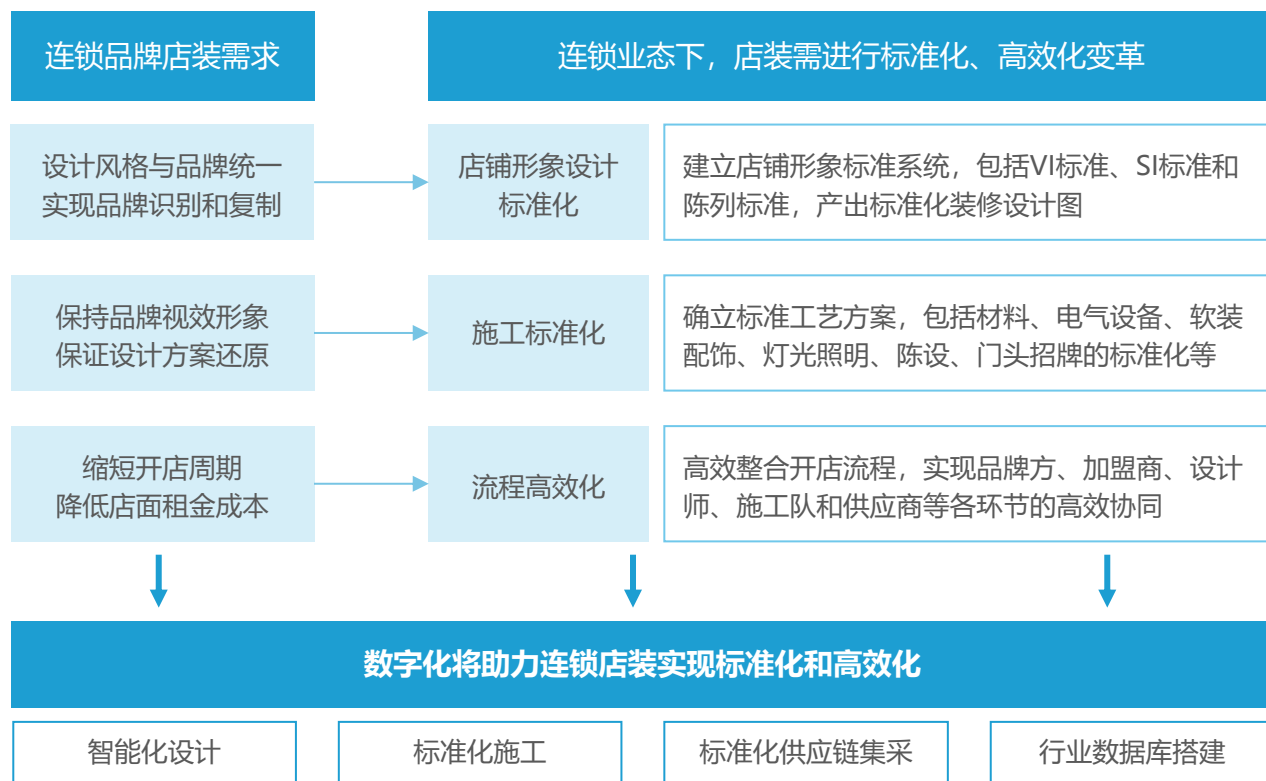 连锁品牌店装需求
连锁业态下，店装需进行标准化、高效化变革
设计风格与品牌统一
实现品牌识别和复制
店铺形象设计
标准化
建立店铺形象标准系统，包括VI标准、SI标准和
陈列标准，产出标准化装修设计图
保持品牌视效形象
保证设计方案还原
施工标准化
确立标准工艺方案，包括材料、电气设备、软装
配饰、灯光照明、陈设、门头招牌的标准化等
缩短开店周期
降低店面租金成本
流程高效化
高效整合开店流程，实现品牌方、加盟商、设计
师、施工队和供应商等各环节的高效协同
数字化将助力连锁店装实现标准化和高效化
智能化设计
标准化施工
标准化供应链集采
行业数据库搭建